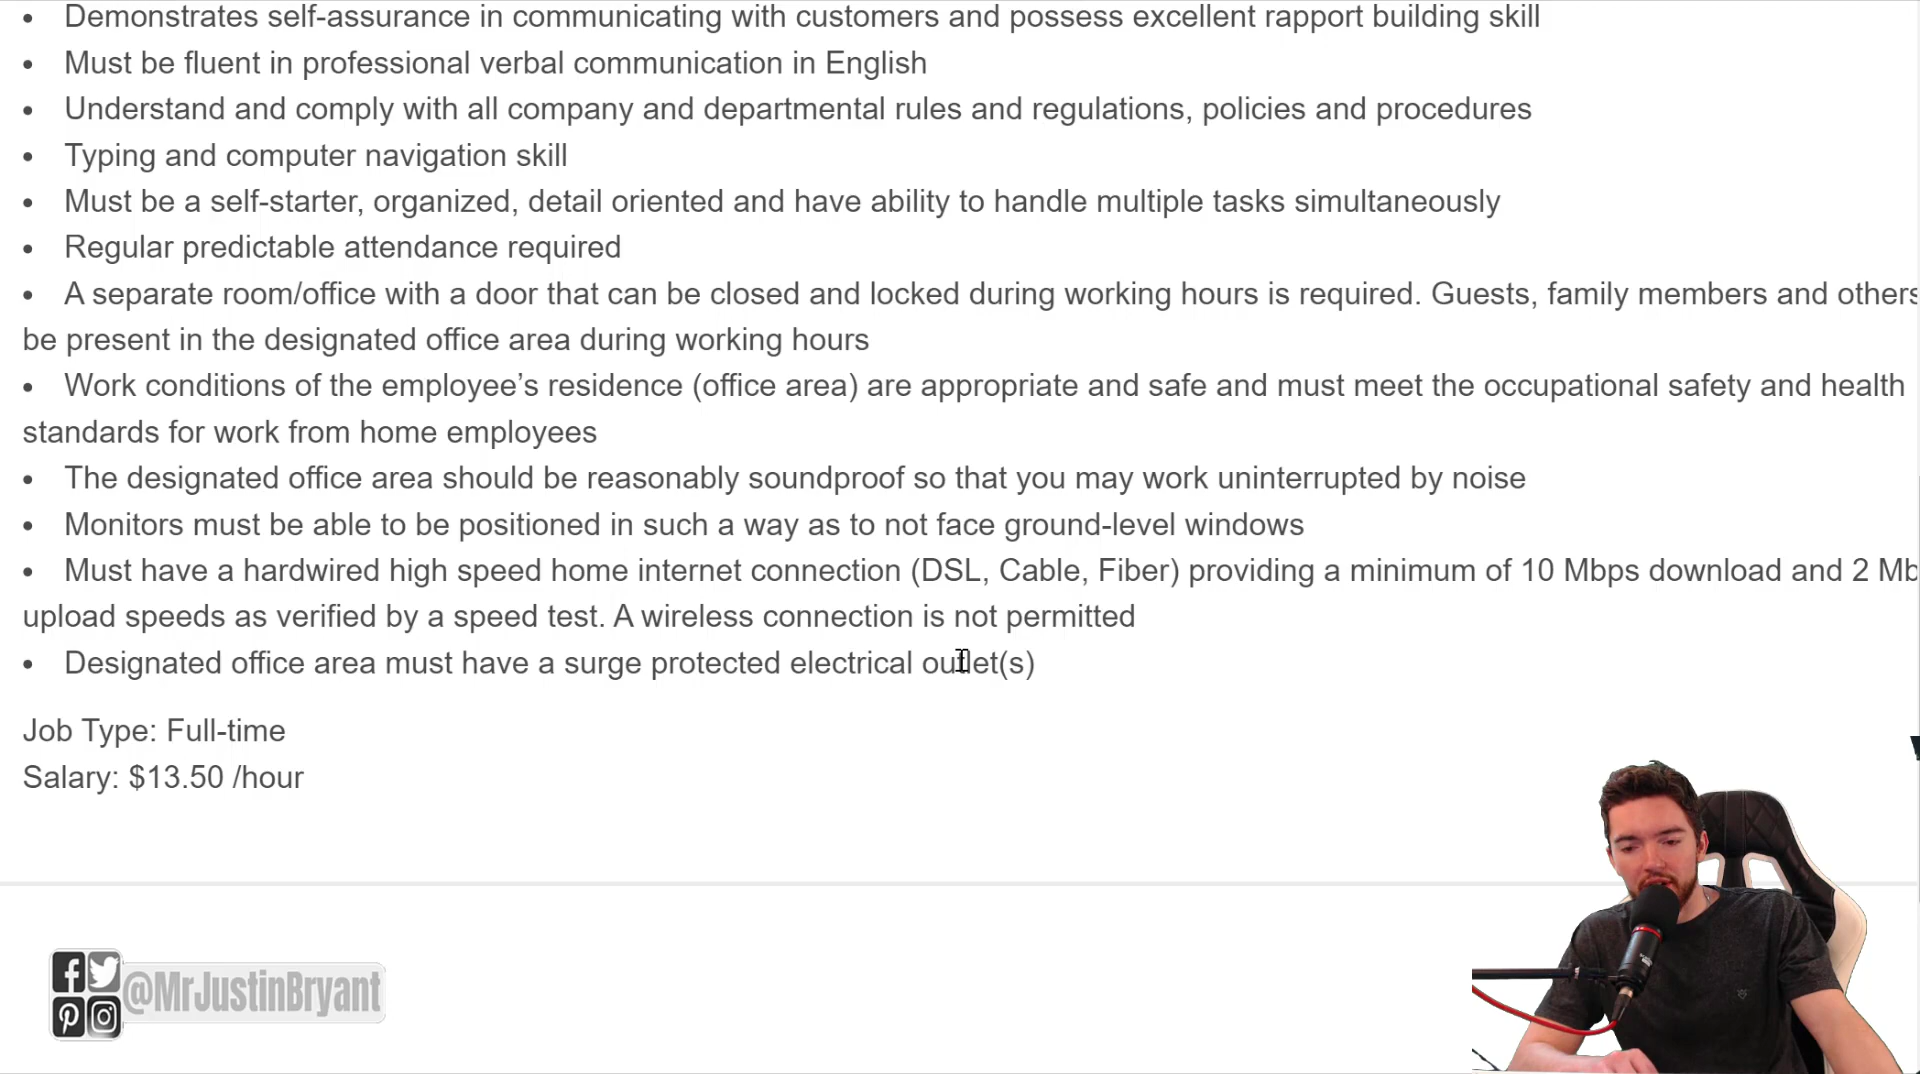 • Demonstrates self-assurance in communicating with customers and possess excellent rapport building skill
• Must be fluent in professional verbal communication in English
• Understand and comply with all company and departmental rules and regulations, policies and procedures
• Typing and computer navigation skill
• Must be a self-starter, organized, detail oriented and have ability to handle multiple tasks simultaneously
• Regular predictable attendance required
• A separate room/office with a door that can be closed and locked during working hours is required. Guests, family members and others
be present in the designated office area during working hours
• Work conditions of the employee’s residence (office area) are appropriate and safe and must meet the occupational safety and health
standards for work from home employees
• The designated office area should be reasonably soundproof so that you may work uninterrupted by noise
• Monitors must be able to be positioned in such a way as to not face ground-level windows
• Must have a hardwired high speed home internet connection (DSL, Cable, Fiber) providing a minimum of 10 Mbps download and 2 Mb
upload speeds as verified by a speed test. A wireless connection is not permitted
• Designated office area must have a surge protected electrical outlet(s)
Job Type: Full-time
Salary: $13.50 /hour
@MrJustinBryant